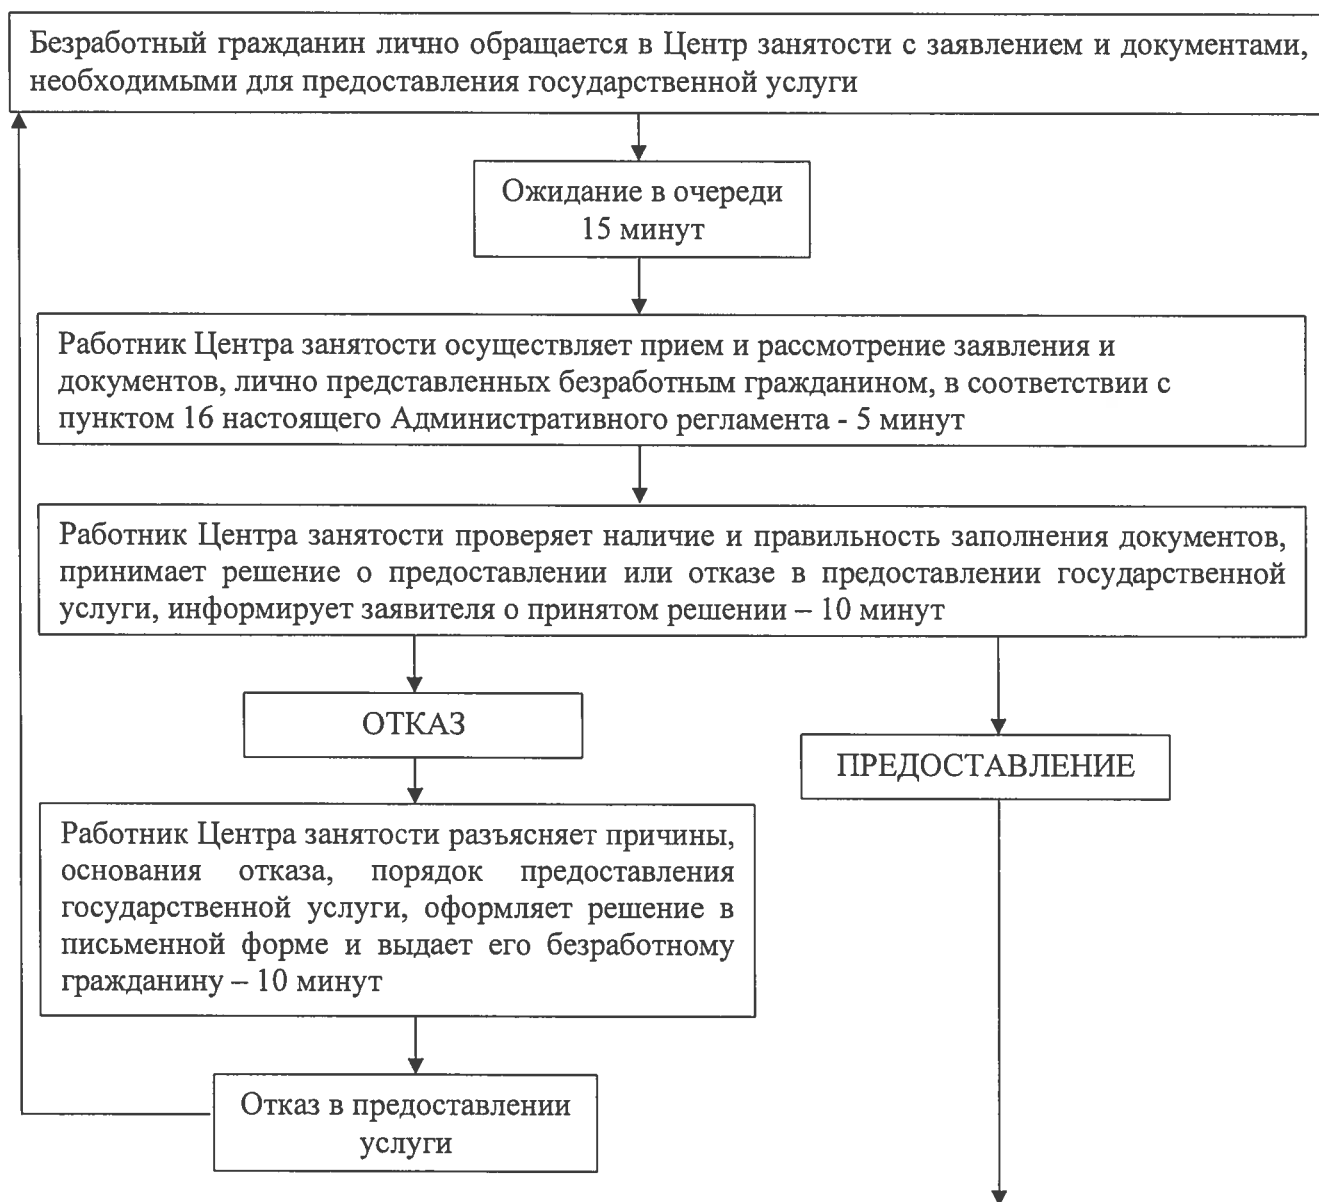 Безработный гражданин лично обращается в Центр занятости с заявлением и документами,
необходимыми для предоставления государственной услуги
Ожидание в очереди
15 минут
Работник Центра занятости осуществляет прием и рассмотрение заявления и
документов, лично представленных безработным гражданином, в соответствии с
пунктом 16 настоящего Административного регламента - 5 минут
Работник Центра занятости проверяет наличие и правильность заполнения документов,
принимает решение о предоставлении или отказе в предоставлении государственной
услуги, информирует заявителя о принятом решении – 10 минут
ОТКАЗ
ПРЕДОСТАВЛЕНИЕ
Работник Центра занятости разъясняет причины,
основания отказа, порядок предоставления
государственной услуги, оформляет решение в
письменной форме и выдает его безработному
гражданину – 10 минут
Отказ в предоставлении
услуги